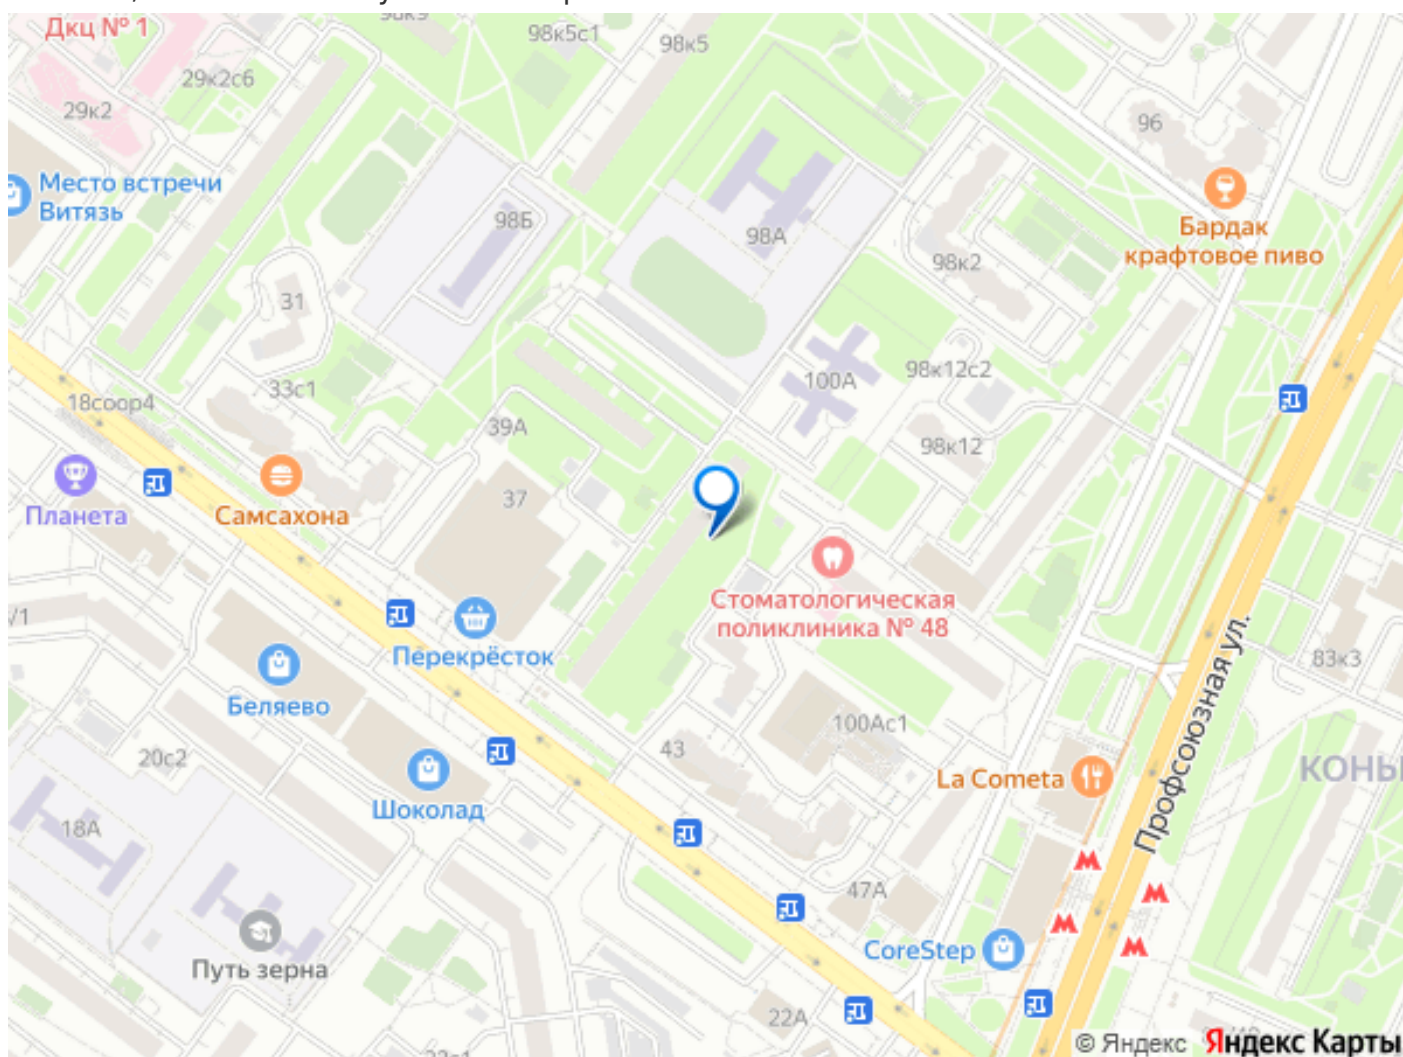 Дкц № 1
98к5с1
98к5
29к2с6
29к2
96
Место встречи
Витязь
98Б
98А
Бардак
крафтовое пиво
98к2
31
100А
98к12с2
33с1
18соор4
39А
98к12
37
Планета
Самсахона
Стоматологическая
поликлиника № 48
Перекрёсток
83к3
Беляево
Профсоюзная ул.
100Ас1
43
20с2
La Cometa
КОНЬ
Шоколад
18А
47А
CoreStep
Путь зерна
22А
© Яндекс Яндекс Карты